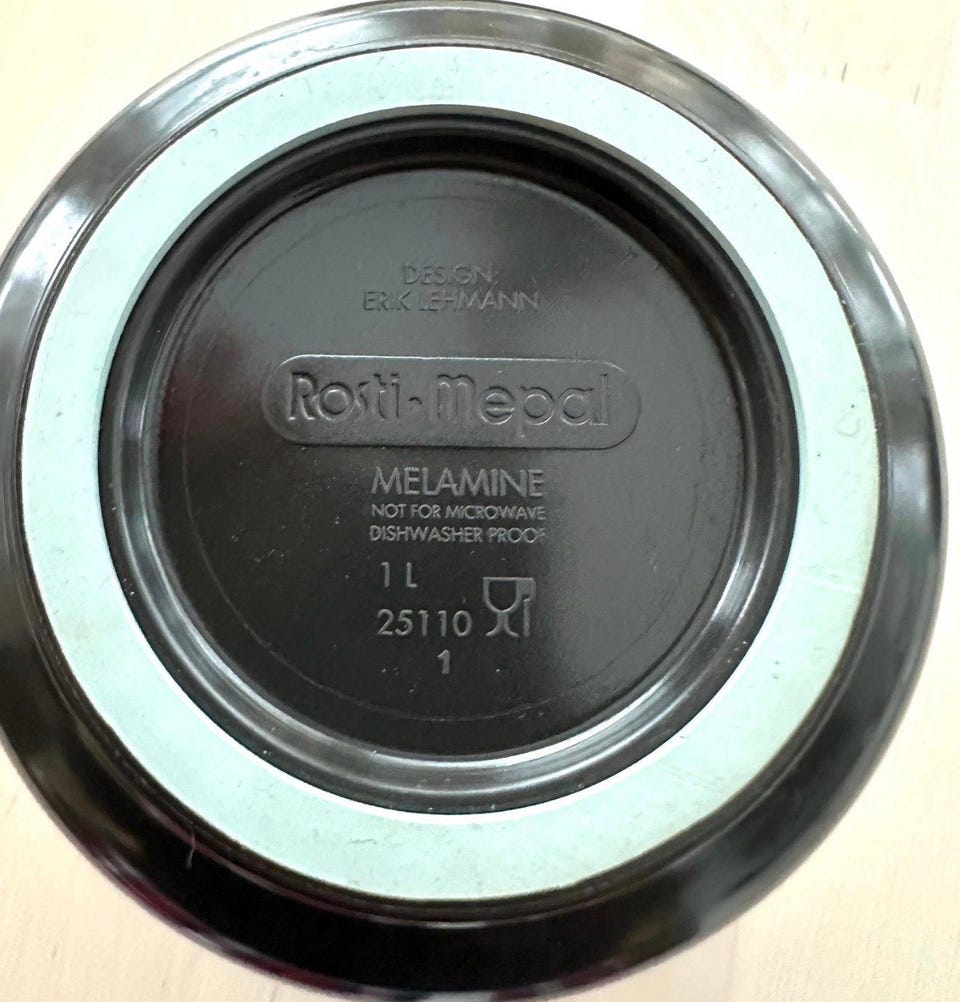 DESIGN:
ERIK LEHMANN
Rosti·Mepal
MELAMINE
NOT FOR MICROWAVE
DISHWASHER PROOF
1 L
25110
1